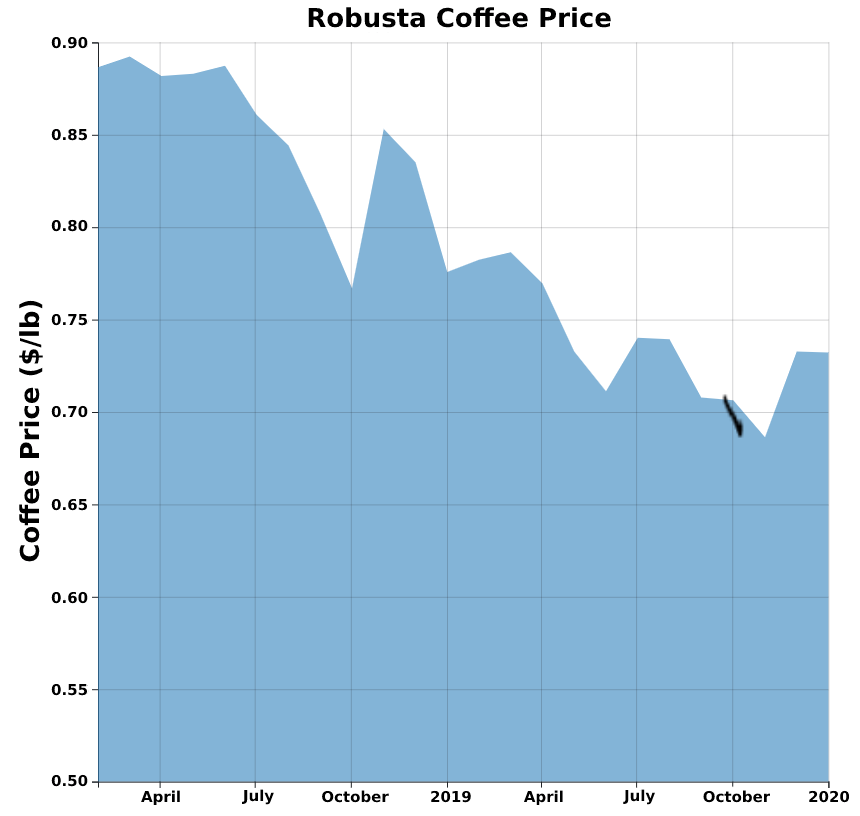 Robusta Coffee Price
Coffee Price ($/lb)
0.90
0.85
0.80
0.75
0.70
0.65
0.60
0.55
0.50
April
July
October
2019
April
July
October
2020